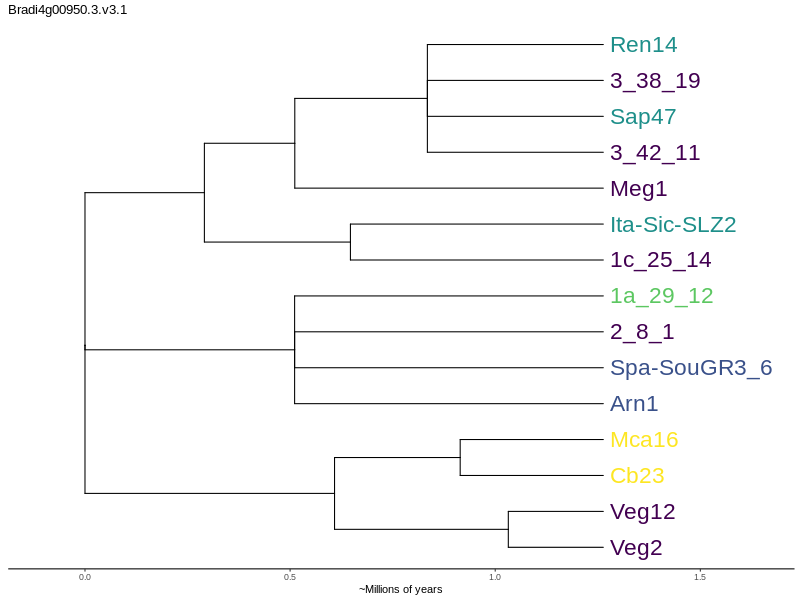 Bradi4g00950.3.v3.1
Ren14
3_38_19
Sap47
3_42_11
Meg1
Ita-Sic-SLZ2
1c_25_14
1a_29_12
2_8_1
Spa-SouGR3_6
Arn1
Mca16
Cb23
Veg12
Veg2
0.0 0.5 1.0 1.5
~Millions of years